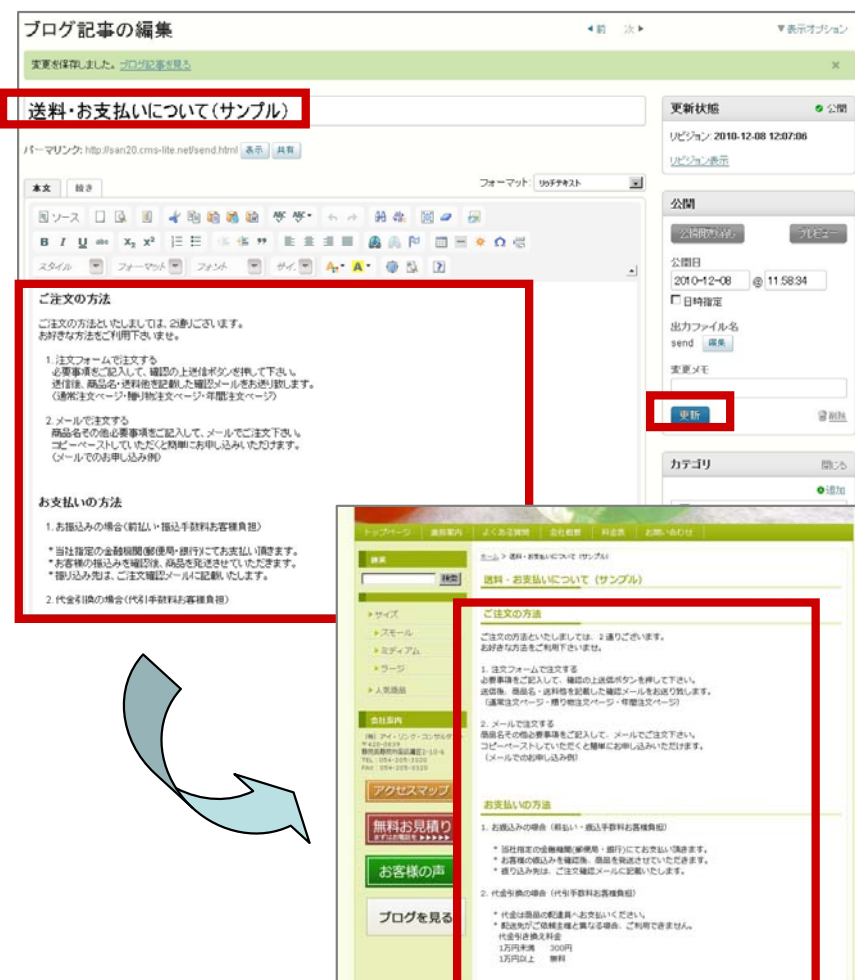 ブログ記事の編集
◀前 次▶
▼表示オプション
変更を保存しました。ブログ記事を見る
×
送料・お支払いについて(サンプル)
パーマリンク: http://san20.cms-lite.net/send.html 表示 共有
本文 続き
フォーマット: リッチテキスト
ソース
B I U abc X₂ X²
スタイル フォーマット フォント サイズ
ご注文の方法
ご注文の方法といたしましては、2通りございます。
お好きな方法をご利用下さいませ。
1. 注文フォームで注文する
必要事項をご記入して、確認の上送信ボタンを押して下さい。
送信後、商品名・送料他を記載した確認メールをお送り致します。
(通常注文ページ・贈り物注文ページ・年間注文ページ)
2. メールで注文する
商品名その他必要事項をご記入して、メールでご注文下さい。
コピーペーストしていただくと簡単にお申し込みいただけます。
(メールでのお申し込み例)
お支払いの方法
1. お振込みの場合(前払い・振込手数料お客様負担)
* 当社指定の金融機関(郵便局・銀行)にてお支払い頂きます。
* お客様の振込みを確認後、商品を発送させていただきます。
* 振り込み先は、ご注文確認メールに記載いたします。
2. 代金引換の場合(代引手数料お客様負担)
更新状態 公開
リビジョン: 2010-12-08 12:07:06
リビジョン表示
公開
公開取り消し プレビュー
公開日
2010-12-08 @ 11:58:34
日時指定
出力ファイル名
send 編集
変更メモ
更新 削除
カテゴリ 閉じる
追加
トップページ 業務案内 よくある質問 会社概要 料金表 お問い合わせ
検索
検索
▶サイズ
▶スモール
▶ミディアム
▶ラージ
▶人気商品
会社案内
(有) アイ・リンク・コンサルタント
〒420-0839
TEL : 054-205-3320
FAX : 054-205-3320
アクセスマップ
無料お見積り
まずはお電話を ▶▶▶▶▶
お客様の声
ブログを見る
ホーム > 送料・お支払いについて (サンプル)
送料・お支払いについて (サンプル)
ご注文の方法
ご注文の方法といたしましては、2通りございます。
お好きな方法をご利用下さいませ。
1. 注文フォームで注文する
必要事項をご記入して、確認の上送信ボタンを押して下さい。
送信後、商品名・送料他を記載した確認メールをお送り致します。
(通常注文ページ・贈り物注文ページ・年間注文ページ)
2. メールで注文する
商品名その他必要事項をご記入して、メールでご注文下さい。
コピーペーストしていただくと簡単にお申し込みいただけます。
(メールでのお申し込み例)
お支払いの方法
1. お振込みの場合 (前払い・振込手数料お客様負担)
* 当社指定の金融機関(郵便局・銀行)にてお支払い頂きます。
* お客様の振込みを確認後、商品を発送させていただきます。
* 振り込み先は、ご注文確認メールに記載いたします。
2. 代金引換の場合 (代引手数料お客様負担)
* 代金は商品の配達員へお支払いください。
* 配送先がご依頼主様と異なる場合、ご利用できません。
代金引き換え料金
1万円未満 300円
1万円以上 無料